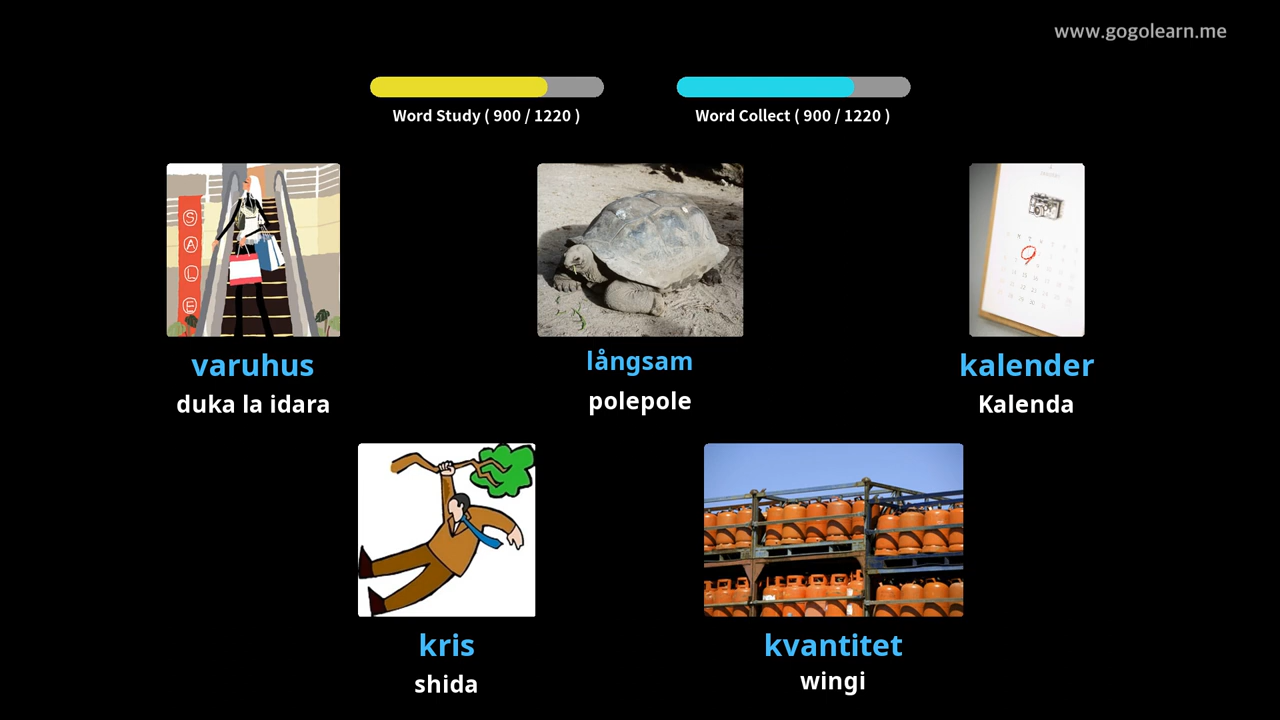 www.gogolearn.me
Word Study ( 900 / 1220 )
Word Collect ( 900 / 1220 )
SALE
varuhus
långsam
kalender
duka la idara
polepole
Kalenda
kris
kvantitet
shida
wingi